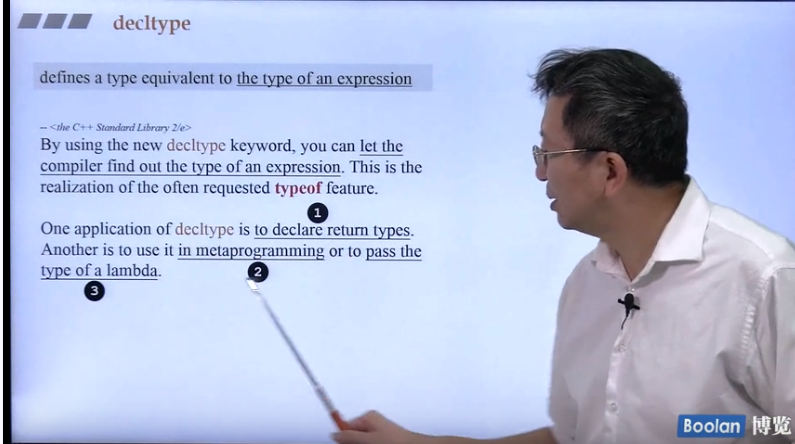 decltype
defines a type equivalent to the type of an expression
-- <the C++ Standard Library 2/e>
By using the new decltype keyword, you can let the
compiler find out the type of an expression. This is the
realization of the often requested typeof feature.
1
One application of decltype is to declare return types.
Another is to use it in metaprogramming or to pass the
2
type of a lambda.
3
Boolan 博览